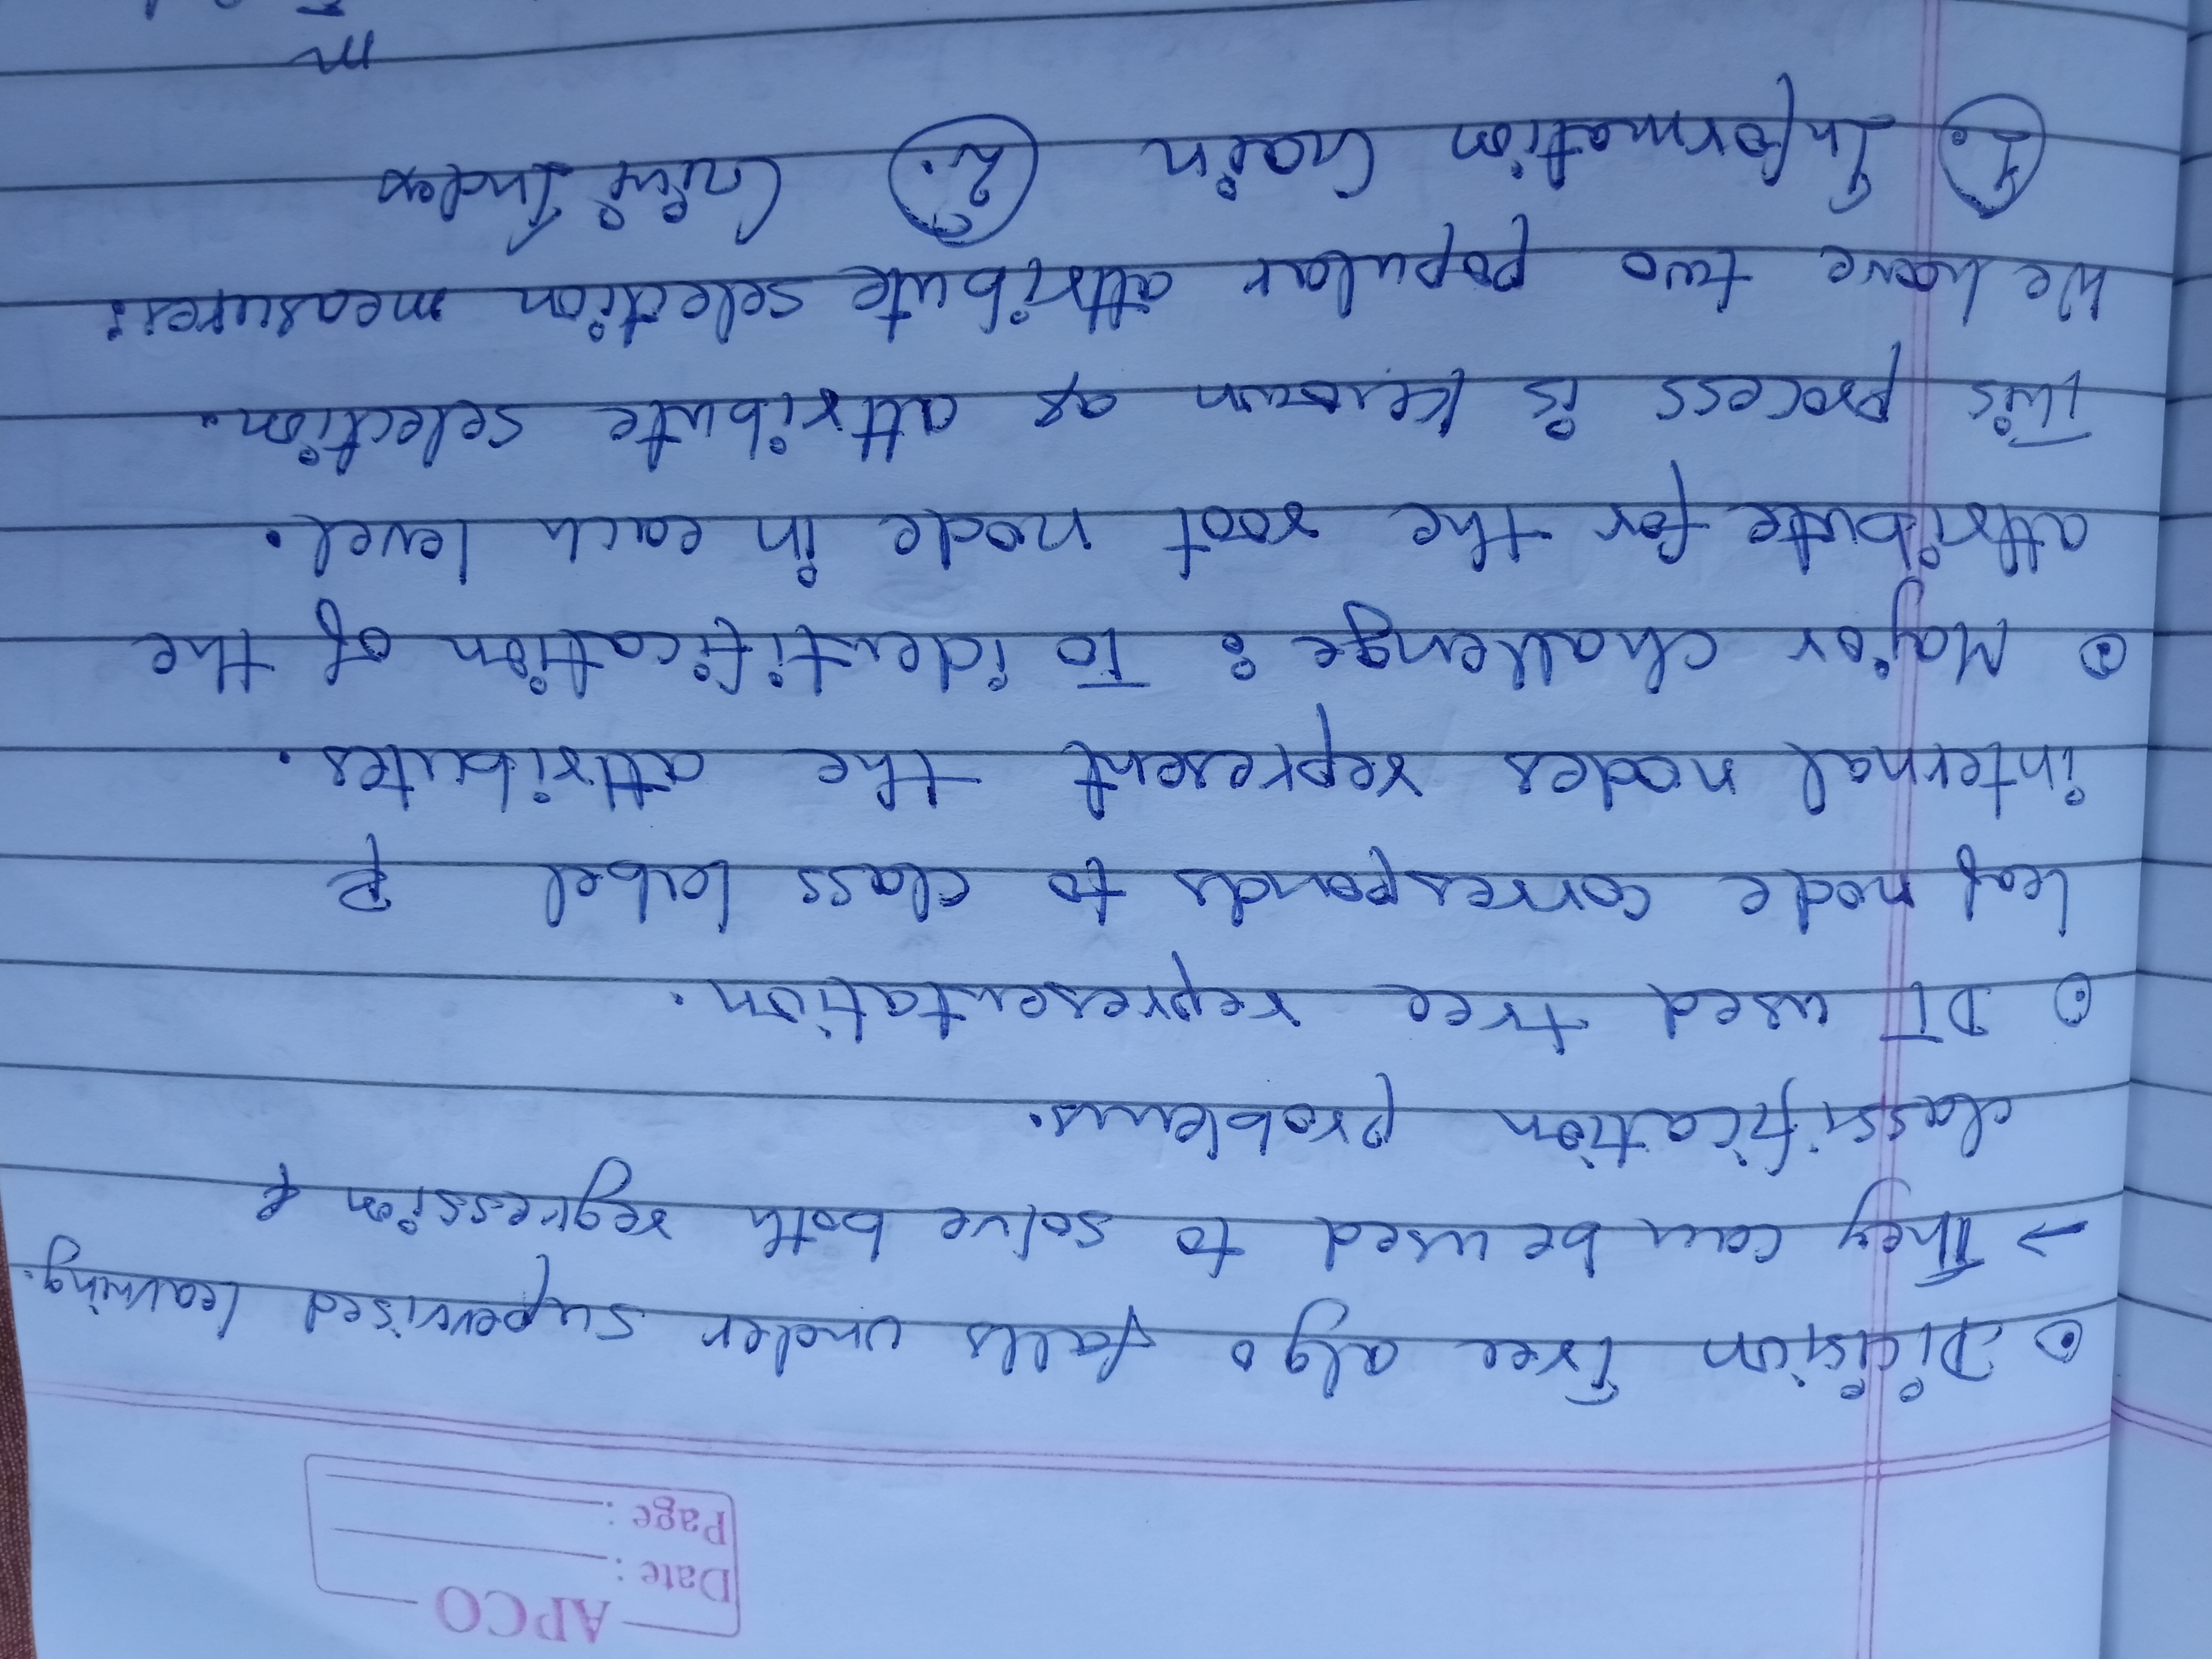 APCO
Date :
Page :
⊙ Dicision Tree algo falls under supervised learning.
→ They can be used to solve both regression &
classification problems.
⊙ DT used tree representation.
leaf node corresponds to class label &
internal nodes represent the attributes.
⊙ Major challenge : To identification of the
attribute for the root node in each level.
This process is known as attribute selection.
We have two popular attribute selection measures:
1. Information Gain 2. Gini Index
m